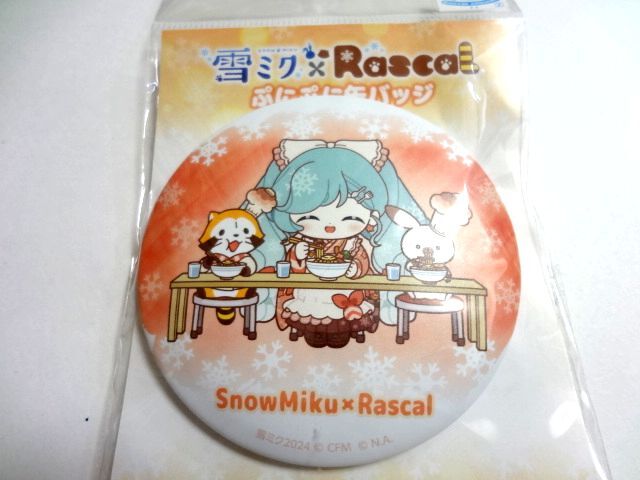 雪ミク×Rascal
ぷにぷに缶バッジ
SnowMiku×Rascal
雪ミク2024 © CFM © N.A.